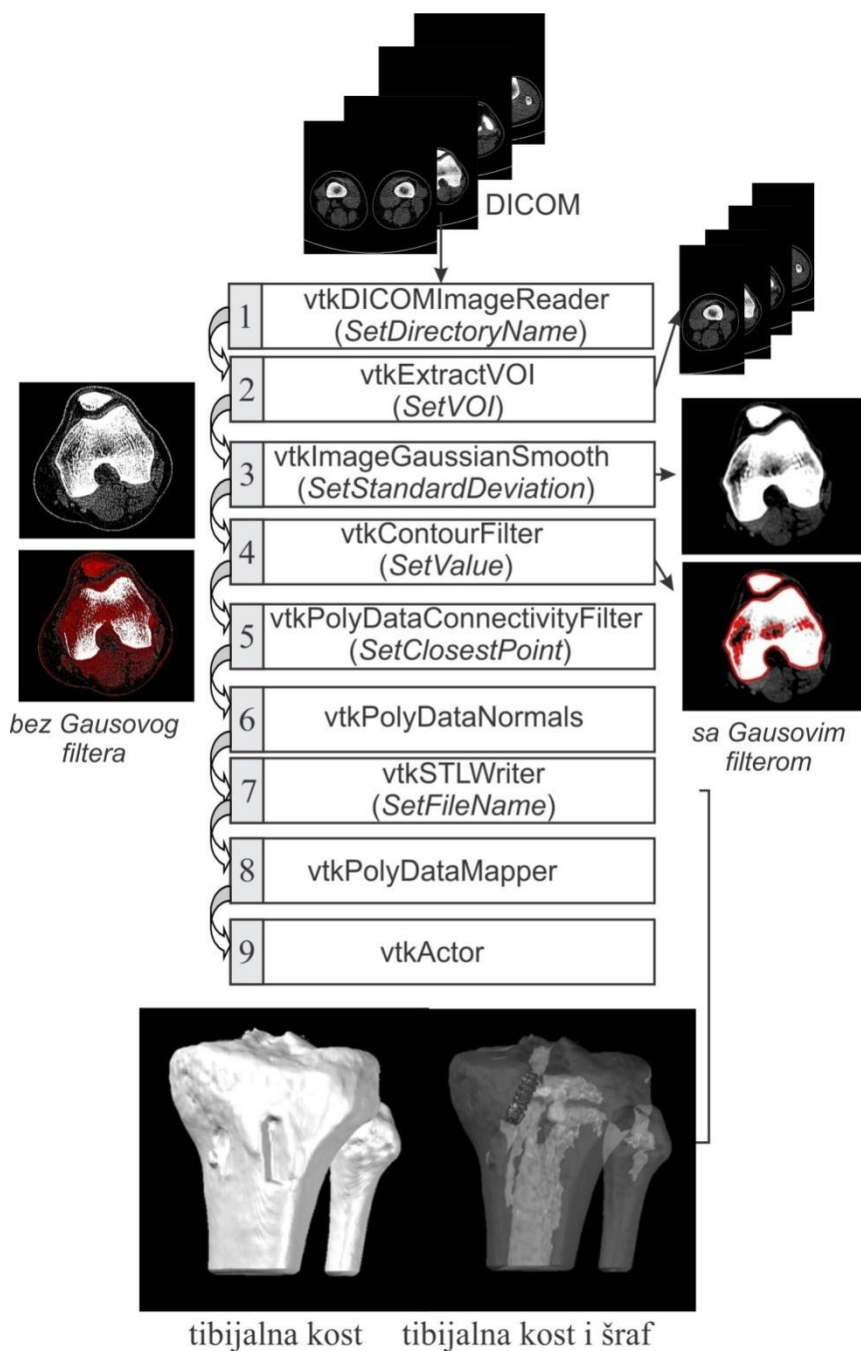 DICOM
1
vtkDICOMImageReader
(SetDirectoryName)
2
vtkExtractVOI
(SetVOI)
3
vtkImageGaussianSmooth
(SetStandardDeviation)
4
vtkContourFilter
(SetValue)
5
vtkPolyDataConnectivityFilter
(SetClosestPoint)
bez Gausovog
filtera
6
vtkPolyDataNormals
sa Gausovim
filterom
7
vtkSTLWriter
(SetFileName)
8
vtkPolyDataMapper
9
vtkActor
tibijalna kost
tibijalna kost i šraf